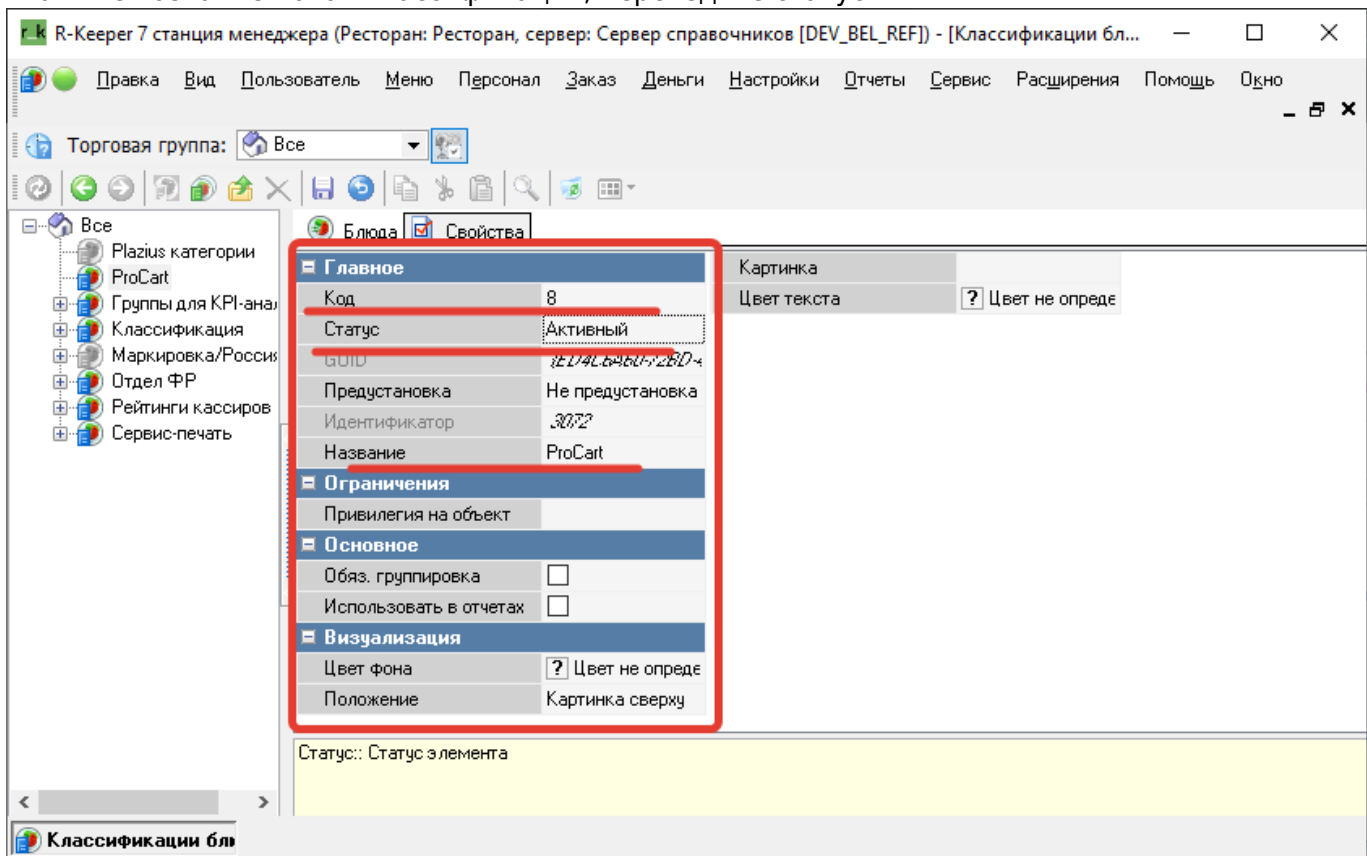 R-Keeper 7 станция менеджера (Ресторан: Ресторан, сервер: Сервер справочников [DEV_BEL_REF]) - [Классификации бл...
Правка Вид Пользователь Меню Персонал Заказ Деньги Настройки Отчеты Сервис Расширения Помощь Окно
Торговая группа: Все
Все
Plazius категории
ProCart
Группы для KPI-анал
Классификация
Маркировка/Россия
Отдел ФР
Рейтинги кассиров
Сервис-печать
Блюда Свойства
Главное
Код 8
Статус Активный
GUID
Предустановка Не предустановка
Идентификатор 3072
Название ProCart
Ограничения
Привилегия на объект
Основное
Обяз. группировка
Использовать в отчетах
Визуализация
Цвет фона ? Цвет не опреде
Положение Картинка сверху
Картинка
Цвет текста ? Цвет не опреде
Статус:: Статус элемента
Классификации блю